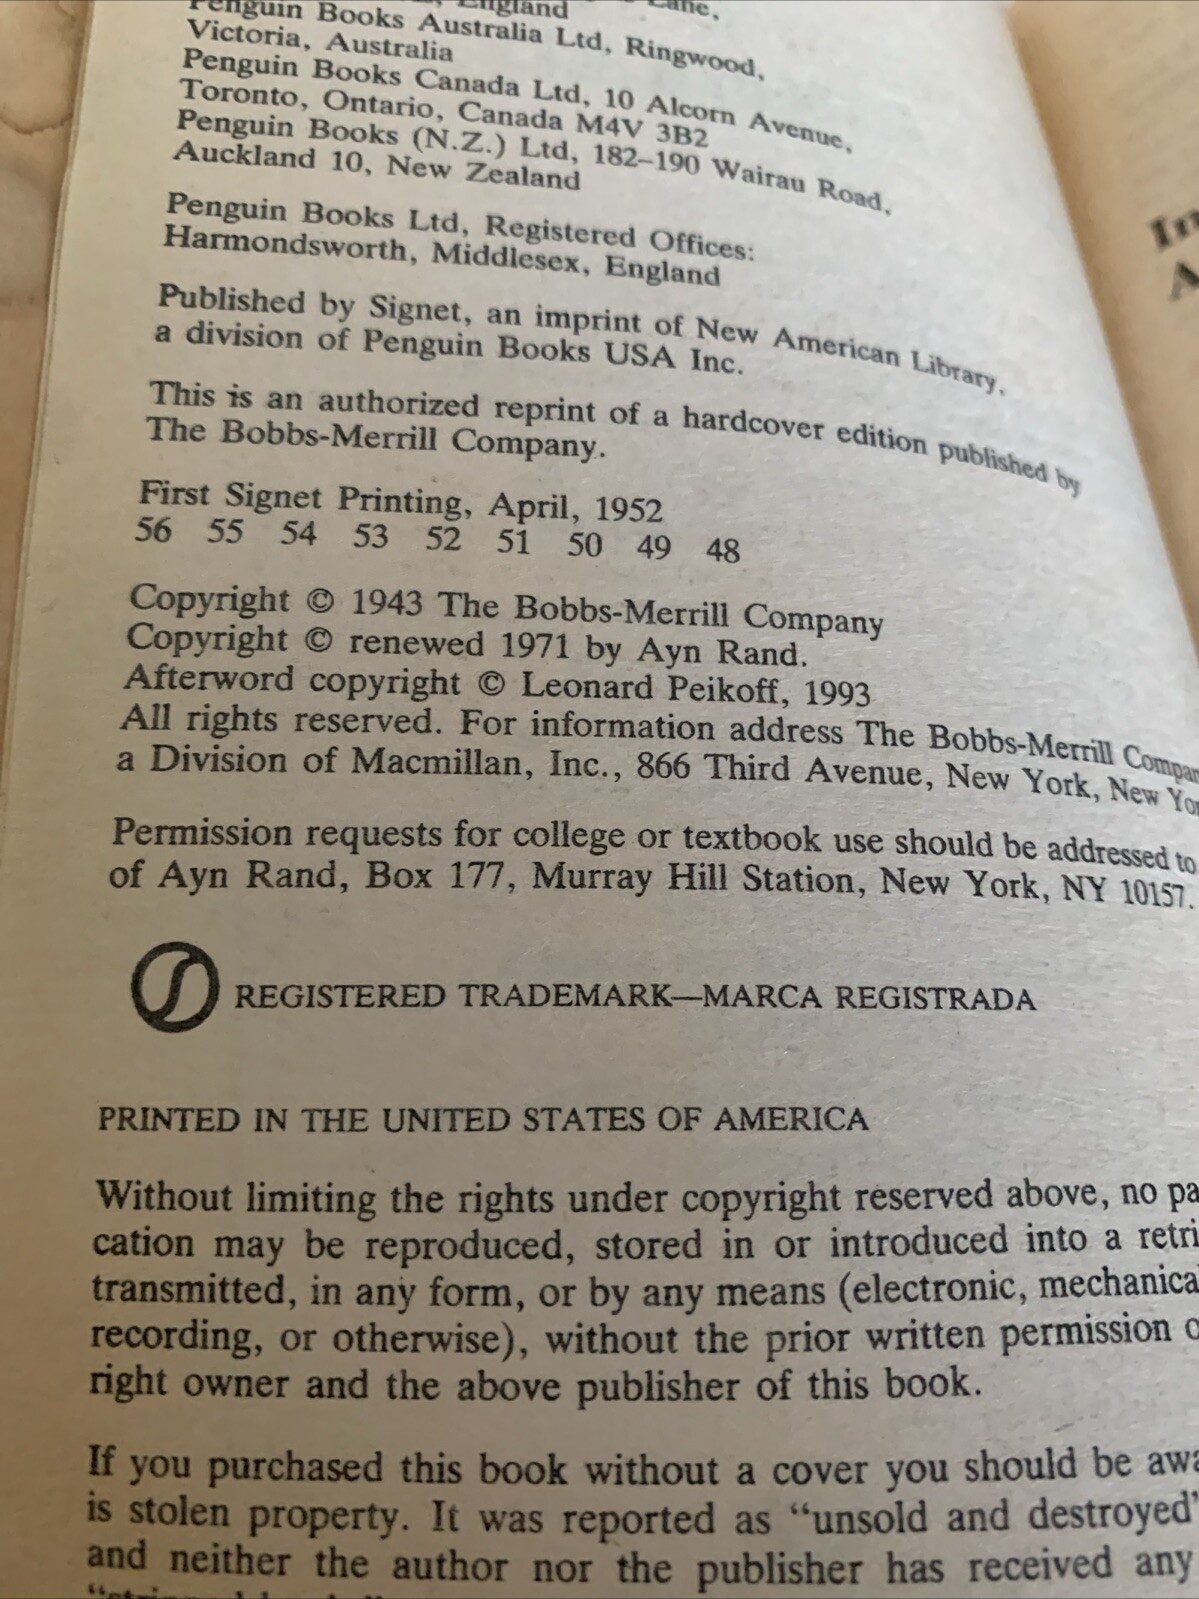 England Lane,
Penguin Books Australia Ltd, Ringwood,
Victoria, Australia
Penguin Books Canada Ltd, 10 Alcorn Avenue,
Toronto, Ontario, Canada M4V 3B2
Penguin Books (N.Z.) Ltd, 182–190 Wairau Road,
Auckland 10, New Zealand
Penguin Books Ltd, Registered Offices:
Harmondsworth, Middlesex, England
Published by Signet, an imprint of New American Library,
a division of Penguin Books USA Inc.
This is an authorized reprint of a hardcover edition published by
The Bobbs-Merrill Company.
First Signet Printing, April, 1952
56 55 54 53 52 51 50 49 48
Copyright © 1943 The Bobbs-Merrill Company
Copyright © renewed 1971 by Ayn Rand.
Afterword copyright © Leonard Peikoff, 1993
All rights reserved. For information address The Bobbs-Merrill Compan
a Division of Macmillan, Inc., 866 Third Avenue, New York, New Yor
Permission requests for college or textbook use should be addressed to
of Ayn Rand, Box 177, Murray Hill Station, New York, NY 10157.
REGISTERED TRADEMARK—MARCA REGISTRADA
PRINTED IN THE UNITED STATES OF AMERICA
Without limiting the rights under copyright reserved above, no pa
cation may be reproduced, stored in or introduced into a retri
transmitted, in any form, or by any means (electronic, mechanical
recording, or otherwise), without the prior written permission o
right owner and the above publisher of this book.
If you purchased this book without a cover you should be awa
is stolen property. It was reported as “unsold and destroyed”
and neither the author nor the publisher has received any